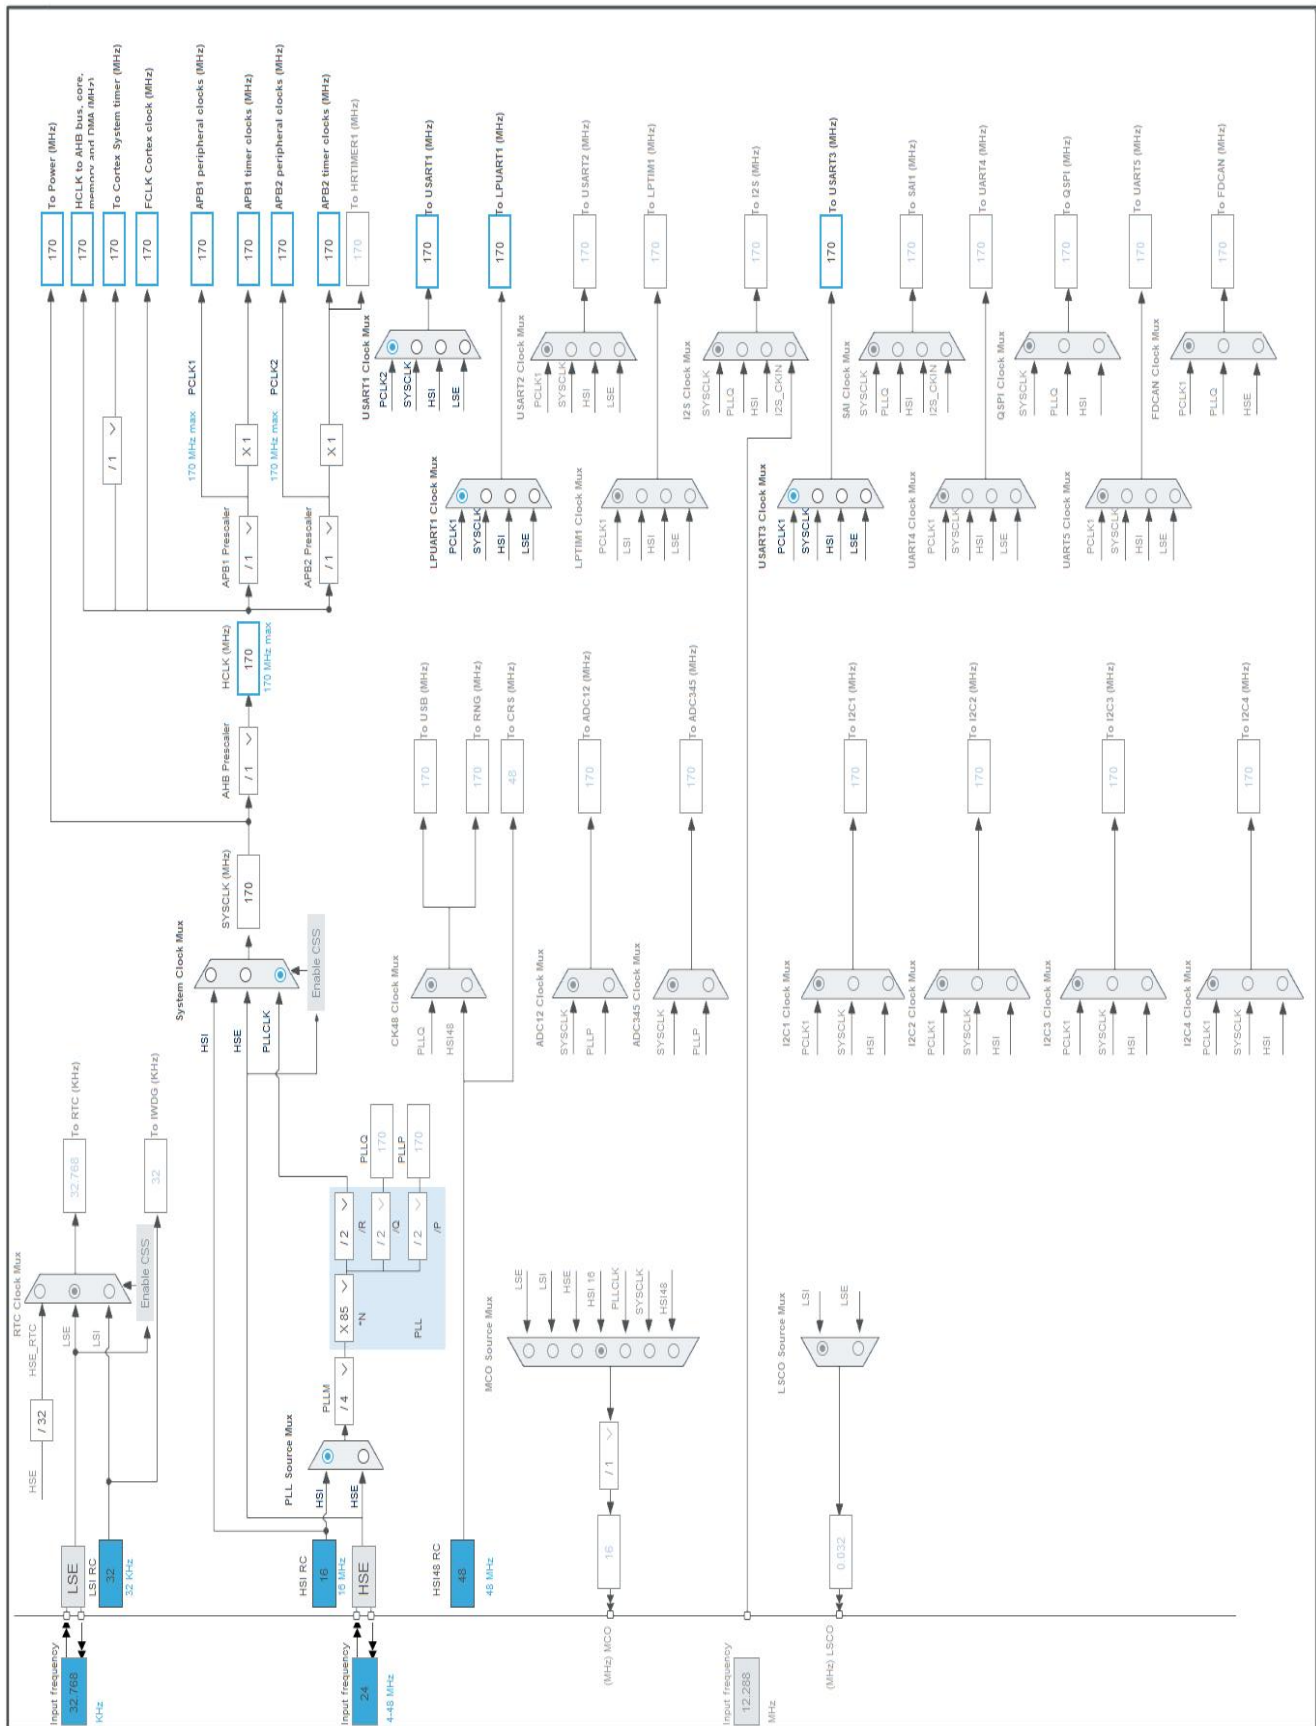 Input frequency
32.768
KHz
LSE
LSI RC
32
32 KHz
HSE
/ 32
HSE_RTC
LSE
LSI
RTC Clock Mux
Enable CSS
32.768
To RTC (KHz)
32
To IWDG (KHz)
Input frequency
24
4-48 MHz
HSI RC
16
16 MHz
HSE
HSI48 RC
48
48 MHz
PLL Source Mux
HSI
HSE
PLLM
/ 4
X 85
*N
PLL
/ 2
/R
/ 2
/Q
/ 2
/P
PLLQ
170
PLLP
170
System Clock Mux
HSI
HSE
PLLCLK
Enable CSS
SYSCLK (MHz)
170
AHB Prescaler
/ 1
HCLK (MHz)
170
170 MHz max
APB1 Prescaler
/ 1
APB2 Prescaler
/ 1
/ 1
X 1
X 1
170 MHz max
PCLK1
170 MHz max
PCLK2
170
To Power (MHz)
170
HCLK to AHB bus, core,
memory and DMA (MHz)
170
To Cortex System timer (MHz)
170
FCLK Cortex clock (MHz)
170
APB1 peripheral clocks (MHz)
170
APB1 timer clocks (MHz)
170
APB2 peripheral clocks (MHz)
170
APB2 timer clocks (MHz)
170
To HRTIMER1 (MHz)
CK48 Clock Mux
PLLQ
HSI48
170
To USB (MHz)
170
To RNG (MHz)
48
To CRS (MHz)
ADC12 Clock Mux
SYSCLK
PLLP
170
To ADC12 (MHz)
ADC345 Clock Mux
SYSCLK
PLLP
170
To ADC345 (MHz)
USART1 Clock Mux
PCLK2
SYSCLK
HSI
LSE
170
To USART1 (MHz)
LPUART1 Clock Mux
PCLK1
SYSCLK
HSI
LSE
170
To LPUART1 (MHz)
USART2 Clock Mux
PCLK1
SYSCLK
HSI
LSE
170
To USART2 (MHz)
LPTIM1 Clock Mux
PCLK1
LSI
HSI
LSE
170
To LPTIM1 (MHz)
I2S Clock Mux
SYSCLK
PLLQ
HSI
I2S_CKIN
170
To I2S (MHz)
USART3 Clock Mux
PCLK1
SYSCLK
HSI
LSE
170
To USART3 (MHz)
SAI Clock Mux
SYSCLK
PLLQ
HSI
I2S_CKIN
170
To SAI1 (MHz)
UART4 Clock Mux
PCLK1
SYSCLK
HSI
LSE
170
To UART4 (MHz)
QSPI Clock Mux
SYSCLK
PLLQ
HSI
170
To QSPI (MHz)
UART5 Clock Mux
PCLK1
SYSCLK
HSI
LSE
170
To UART5 (MHz)
FDCAN Clock Mux
PCLK1
PLLQ
HSE
170
To FDCAN (MHz)
I2C1 Clock Mux
PCLK1
SYSCLK
HSI
170
To I2C1 (MHz)
I2C2 Clock Mux
PCLK1
SYSCLK
HSI
170
To I2C2 (MHz)
I2C3 Clock Mux
PCLK1
SYSCLK
HSI
170
To I2C3 (MHz)
I2C4 Clock Mux
PCLK1
SYSCLK
HSI
170
To I2C4 (MHz)
MCO Source Mux
LSE
LSI
HSE
HSI 16
PLLCLK
SYSCLK
HSI48
/ 1
16
(MHz) MCO
Input frequency
12.288
MHz
LSCO Source Mux
LSI
LSE
0.032
(MHz) LSCO